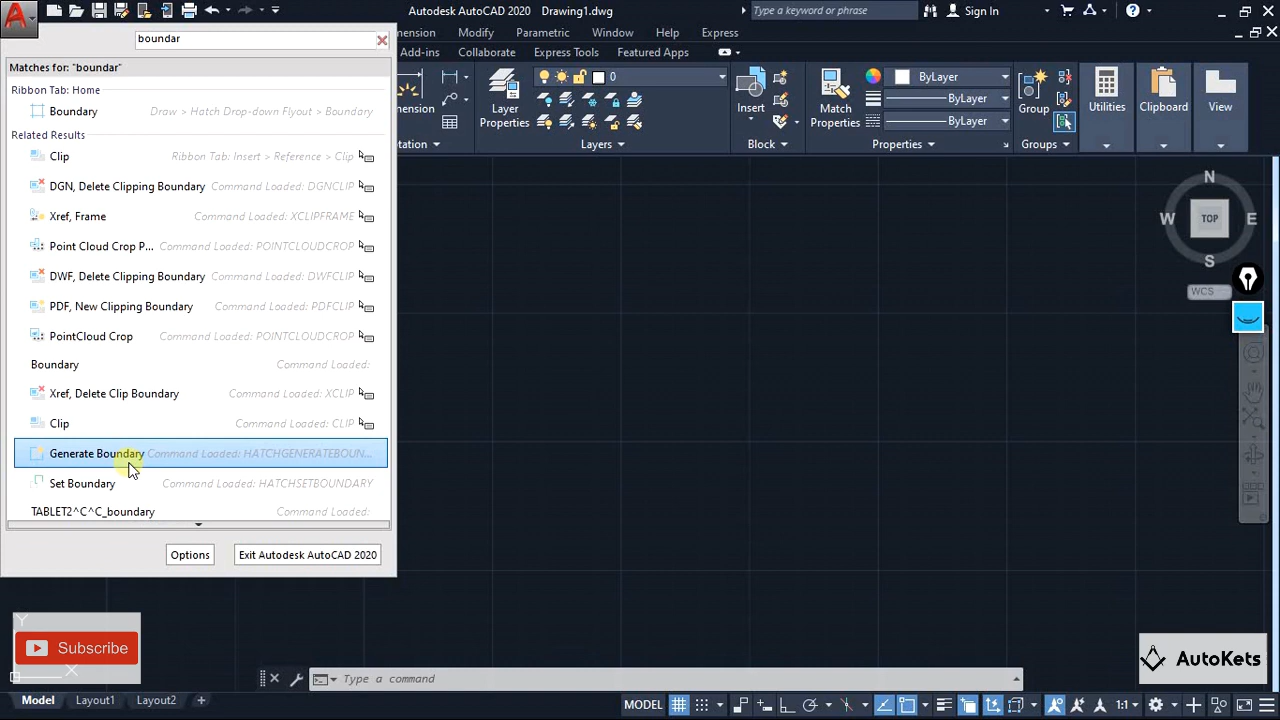 Autodesk AutoCAD 2020 Drawing1.dwg
Type a keyword or phrase
Sign In
boundar
Modify
Parametric
Window
Help
Express
Add-ins
Collaborate
Express Tools
Featured Apps
Matches for: "boundar"
Ribbon Tab: Home
Boundary Draw > Hatch Drop-down Flyout > Boundary
Related Results
Clip Ribbon Tab: Insert > Reference > Clip
DGN, Delete Clipping Boundary Command Loaded: DGNCLIP
Xref, Frame Command Loaded: XCLIPFRAME
Point Cloud Crop P... Command Loaded: POINTCLOUDCROP
DWF, Delete Clipping Boundary Command Loaded: DWFCLIP
PDF, New Clipping Boundary Command Loaded: PDFCLIP
PointCloud Crop Command Loaded: POINTCLOUDCROP
Boundary Command Loaded:
Xref, Delete Clip Boundary Command Loaded: XCLIP
Clip Command Loaded: CLIP
Generate Boundary Command Loaded: HATCHGENERATEBOUN...
Set Boundary Command Loaded: HATCHSETBOUNDARY
TABLET2^C^C_boundary Command Loaded:
Options
Exit Autodesk AutoCAD 2020
Layer
Properties
0
Layers
Insert
Block
Match
Properties
ByLayer
ByLayer
ByLayer
Properties
Group
Groups
Utilities
Clipboard
View
N
W
TOP
E
S
WCS
Y
X
Subscribe
AutoKets
Type a command
Model
Layout1
Layout2
+
MODEL
1:1